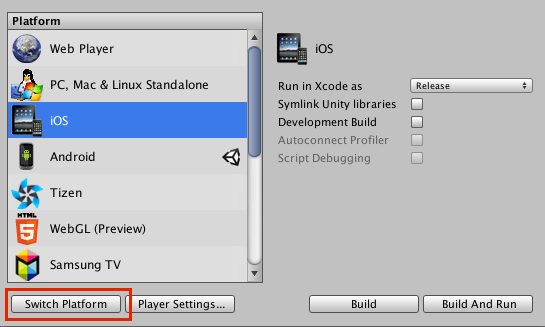 Platform
Web Player
PC, Mac & Linux Standalone
iOS
Android
Tizen
HTML
WebGL (Preview)
Samsung TV
Switch Platform
Player Settings...
iOS
Run in Xcode as
Release
Symlink Unity libraries
Development Build
Autoconnect Profiler
Script Debugging
Build
Build And Run